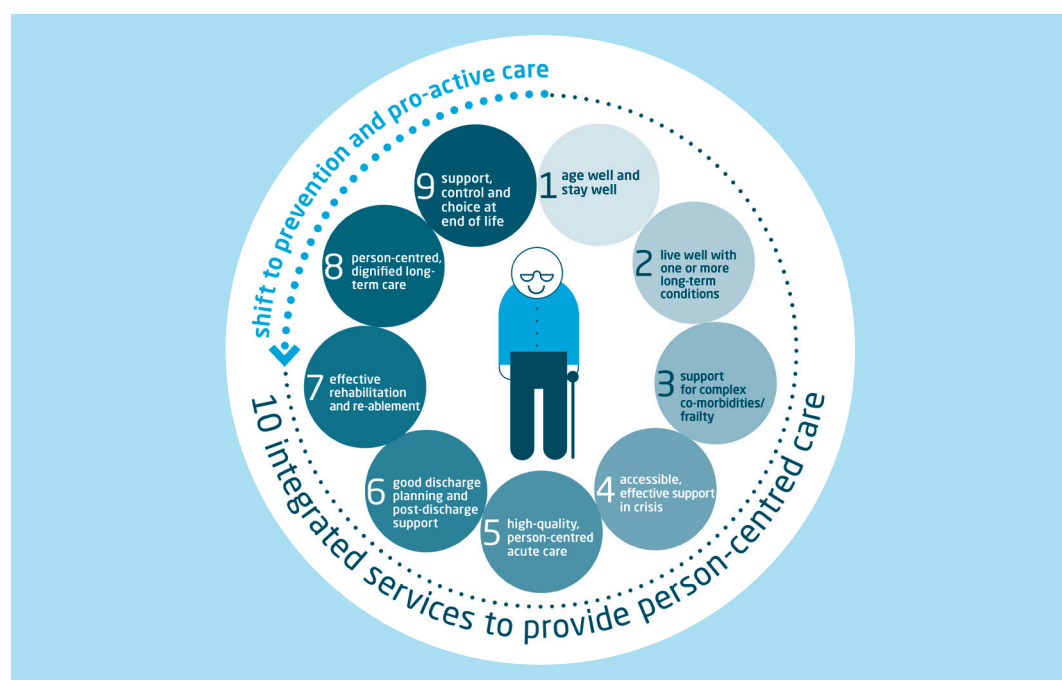 shift to prevention and pro-active care
1 age well and
stay well
2 live well with
one or more
long-term
conditions
3 support
for complex
co-morbidities/
frailty
4 accessible,
effective support
in crisis
5 high-quality,
person-centred
acute care
6 good discharge
planning and
post-discharge
support
7 effective
rehabilitation
and re-ablement
8 person-centred,
dignified long-
term care
9 support,
control and
choice at
end of life
10 integrated services to provide person-centred care